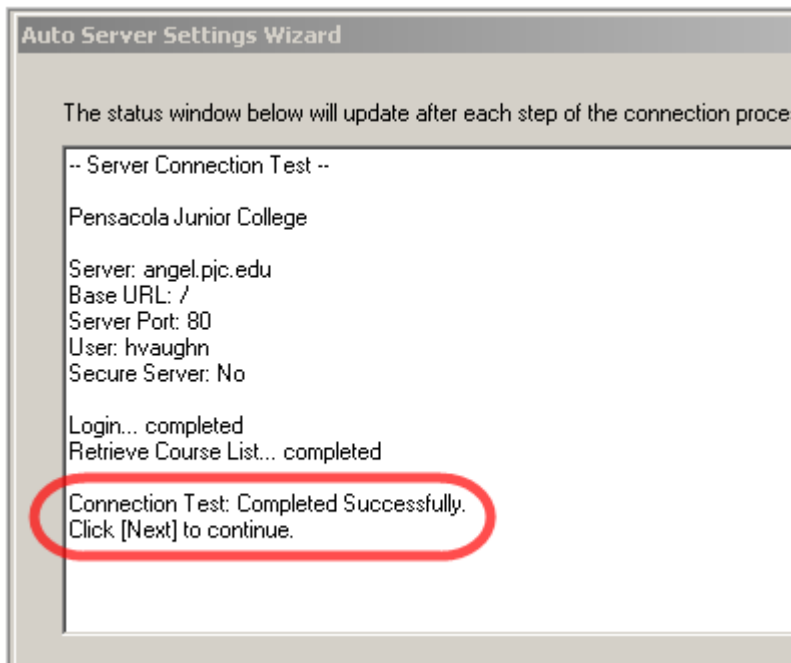 Auto Server Settings Wizard
The status window below will update after each step of the connection
-- Server Connection Test --
Pensacola Junior College
Server: angel.pjc.edu
Base URL: /
Server Port: 80
User: hvaughn
Secure Server: No
Login... completed
Retrieve Course List... completed
Connection Test: Completed Successfully.
Click [Next] to continue.